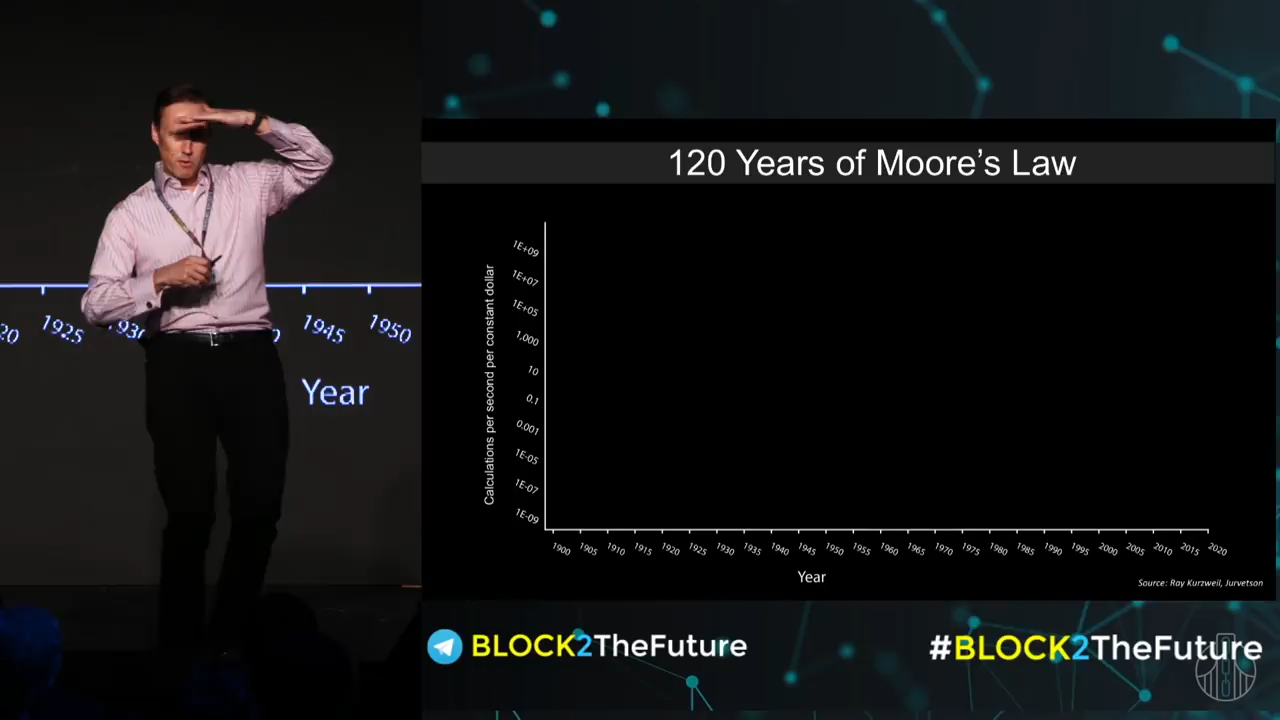 120 Years of Moore's Law
Calculations per second per constant dollar
1E+09
1E+07
1E+05
1,000
10
0.1
0.001
1E-05
1E-07
1E-09
1900 1905 1910 1915 1920 1925 1930 1935 1940 1945 1950 1955 1960 1965 1970 1975 1980 1985 1990 1995 2000 2005 2010 2015 2020
Year
Source: Ray Kurzweil, Jurvetson
1925 1945 1950
Year
BLOCK2TheFuture
#BLOCK2TheFuture